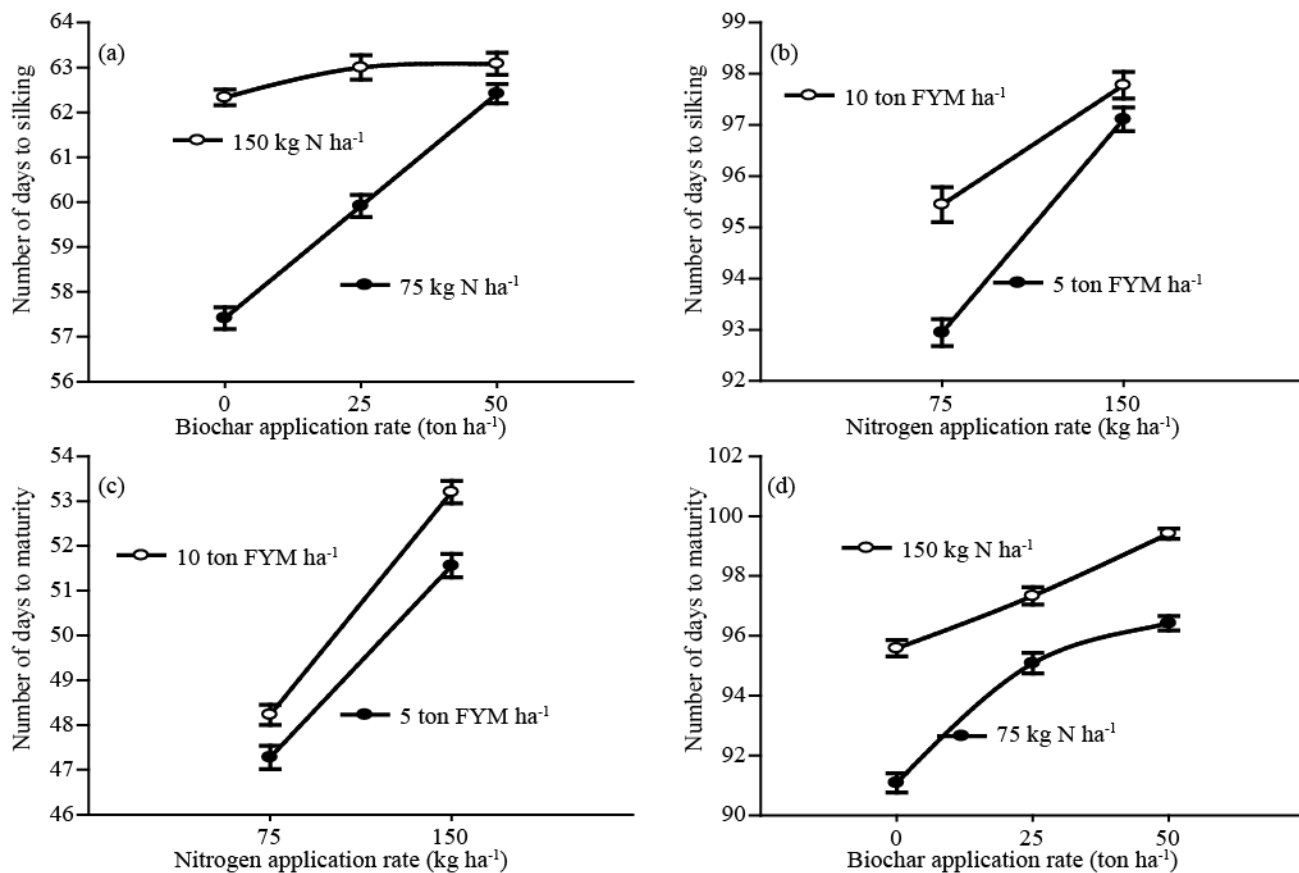 (a)
Number of days to silking
64
63
62
61
60
59
58
57
56
150 kg N ha⁻¹
75 kg N ha⁻¹
0 25 50
Biochar application rate (ton ha⁻¹)
(b)
Number of days to silking
99
98
97
96
95
94
93
92
10 ton FYM ha⁻¹
5 ton FYM ha⁻¹
75 150
Nitrogen application rate (kg ha⁻¹)
(c)
Number of days to maturity
54
53
52
51
50
49
48
47
46
10 ton FYM ha⁻¹
5 ton FYM ha⁻¹
75 150
Nitrogen application rate (kg ha⁻¹)
(d)
Number of days to maturity
102
100
98
96
94
92
90
150 kg N ha⁻¹
75 kg N ha⁻¹
0 25 50
Biochar application rate (ton ha⁻¹)